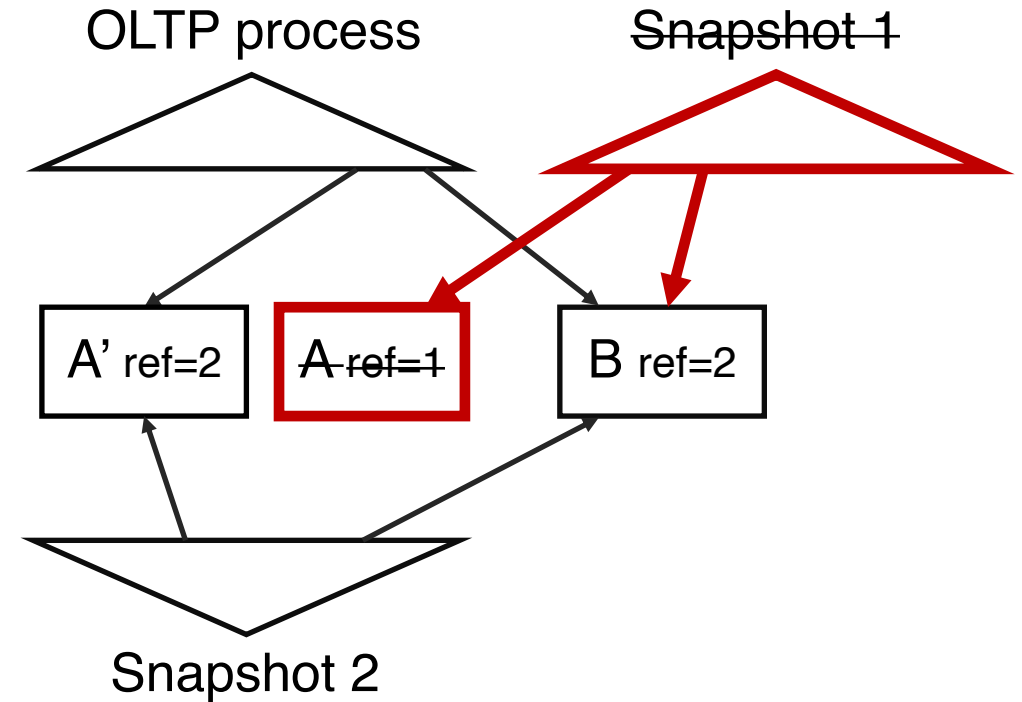 OLTP process
Snapshot 1
A’ ref=2
A ref=1
B ref=2
Snapshot 2